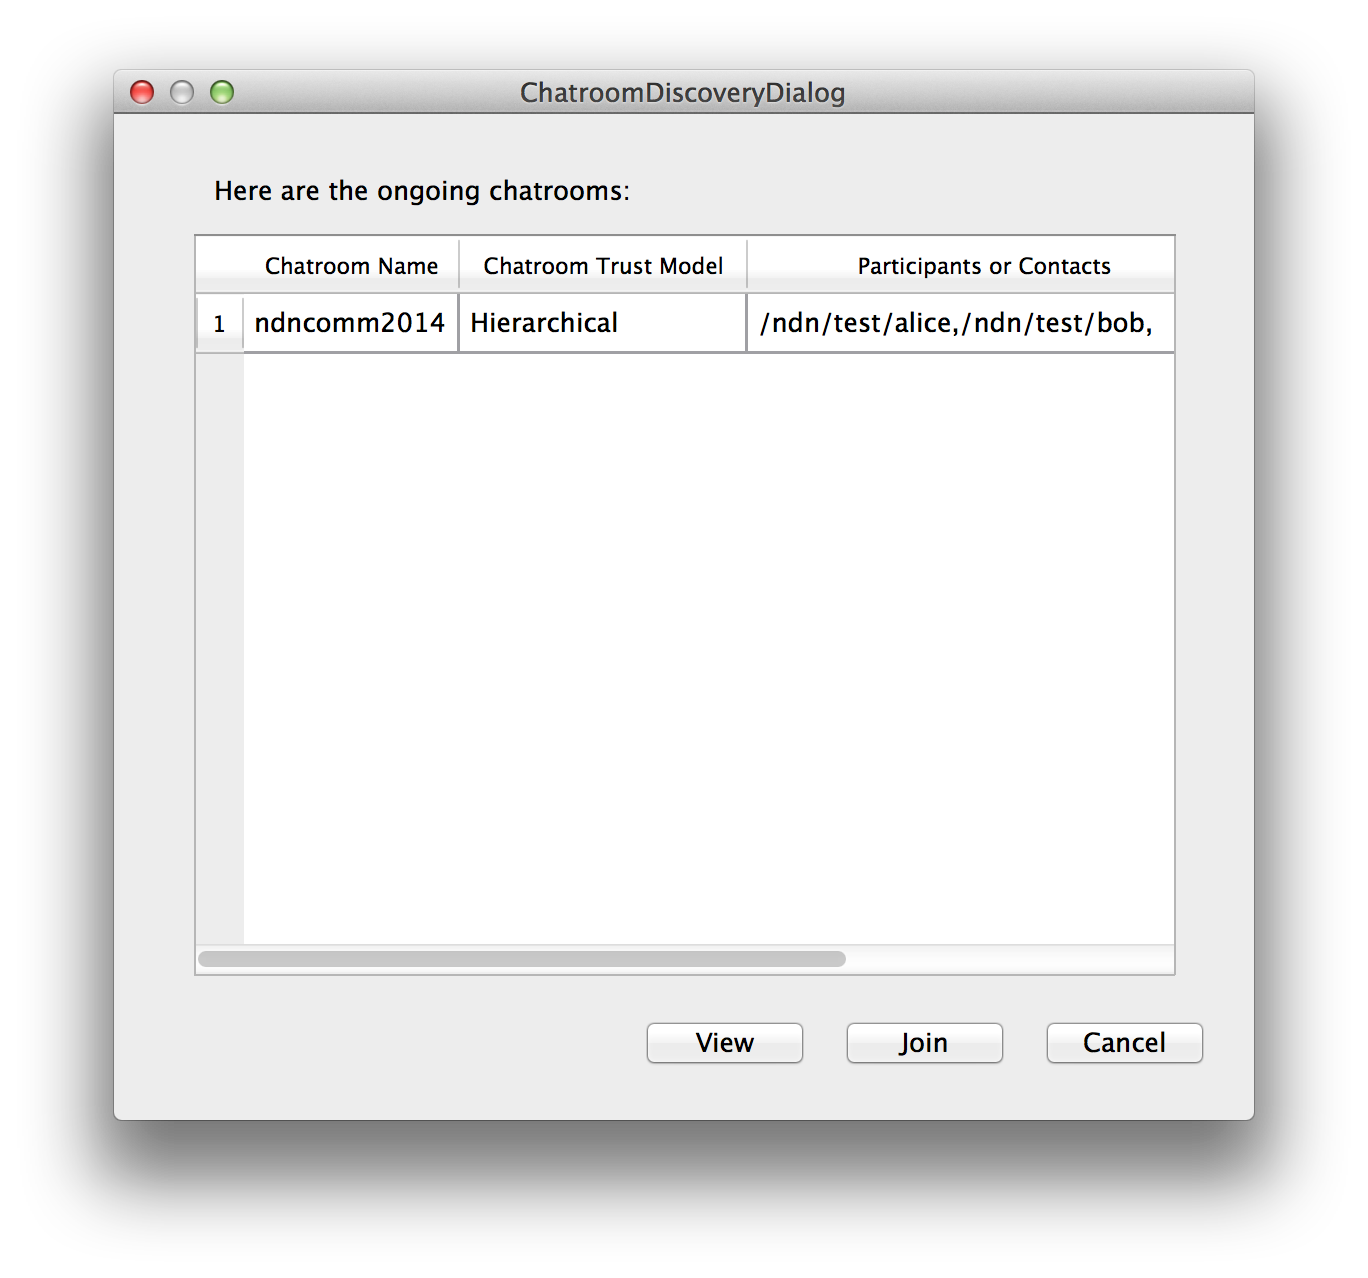 ChatroomDiscoveryDialog
Here are the ongoing chatrooms:
Chatroom Name Chatroom Trust Model Participants or Contacts
1 ndncomm2014 Hierarchical /ndn/test/alice,/ndn/test/bob,
View Join Cancel